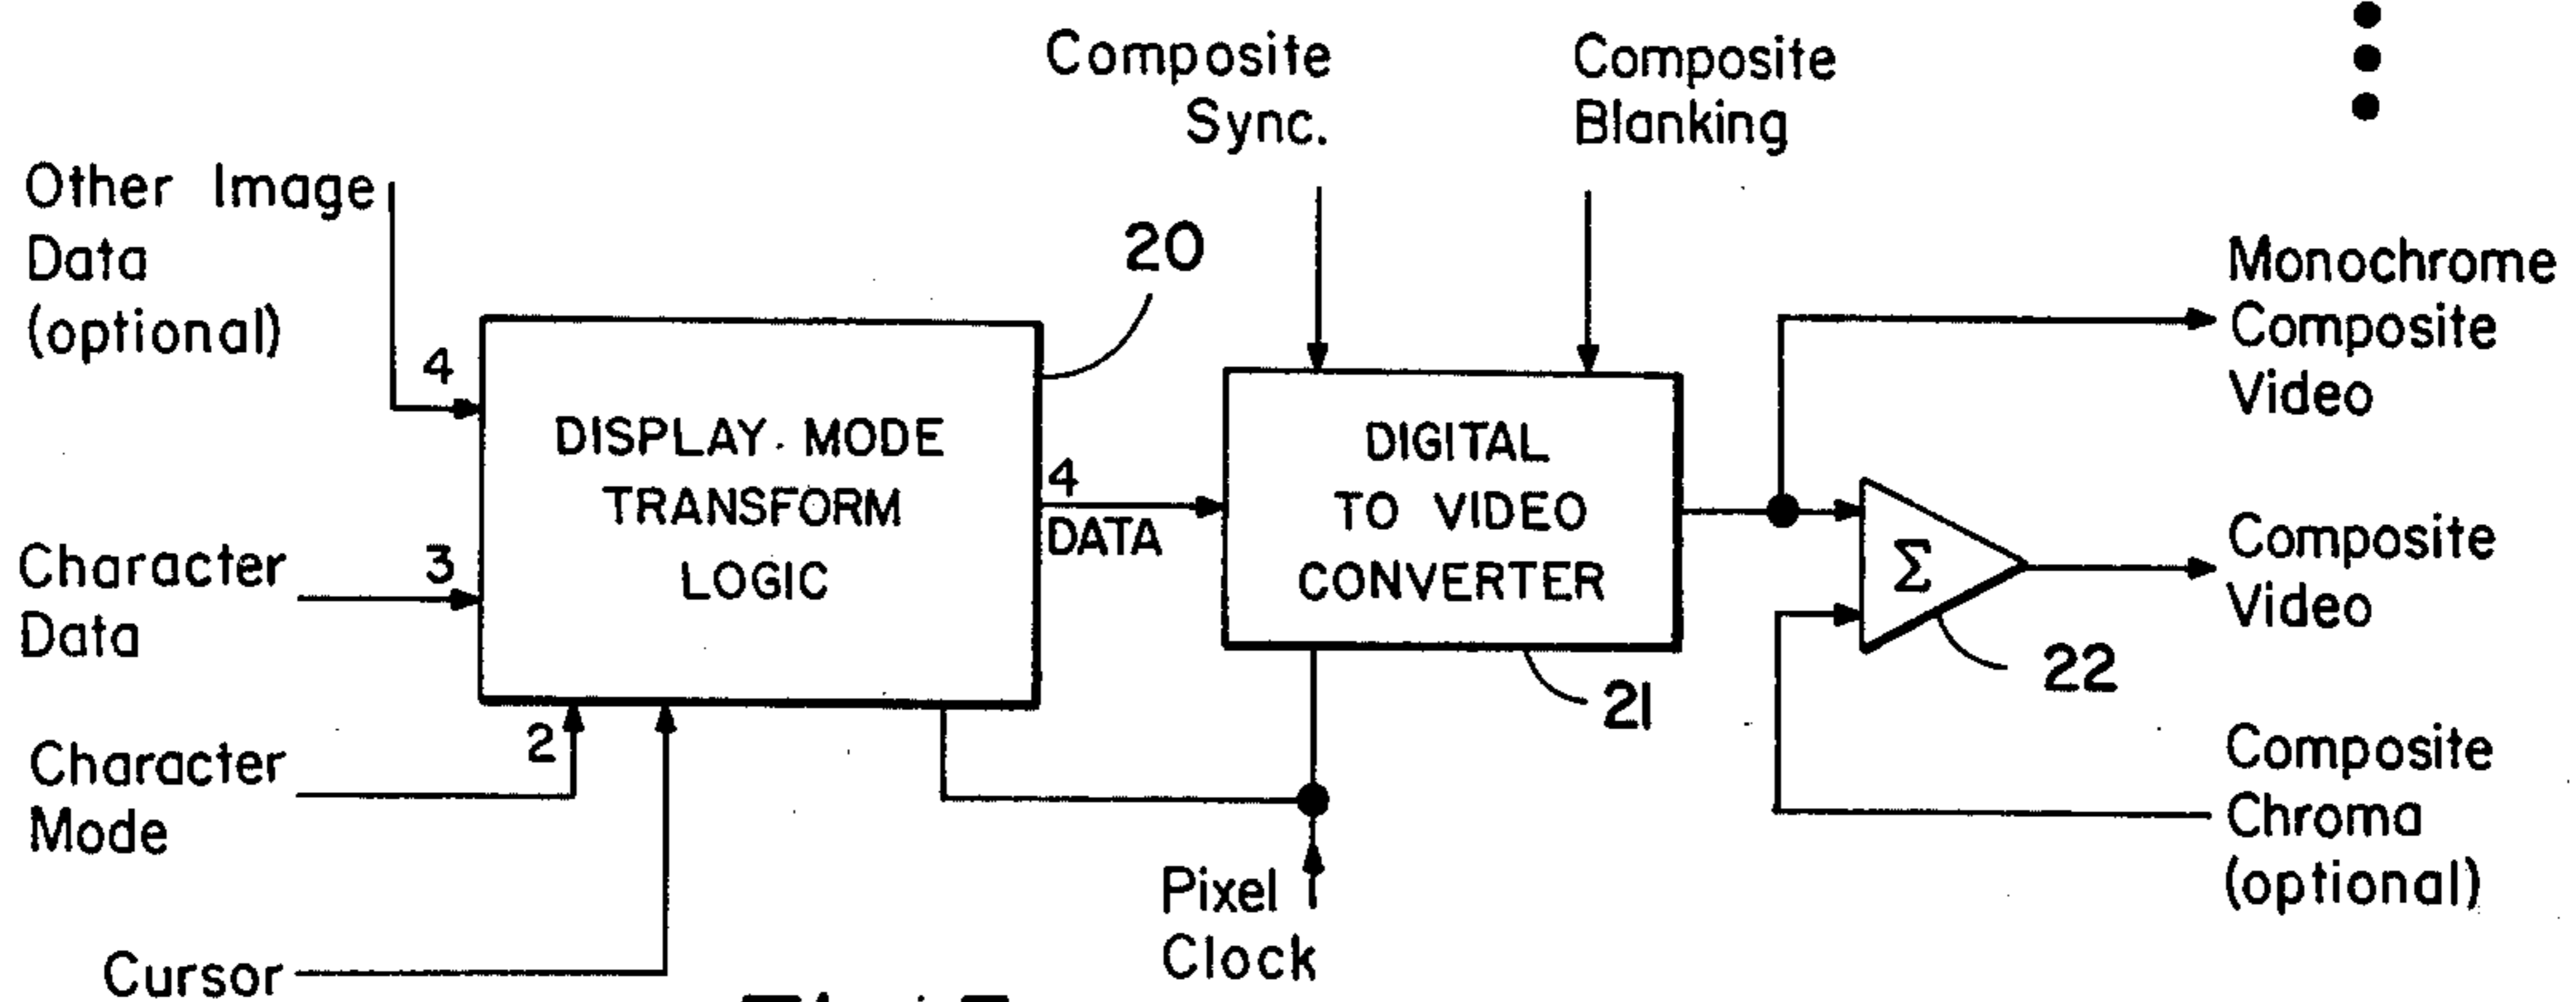 Composite
Sync.
Composite
Blanking
Other Image
Data
(optional)
20
Monochrome
Composite
Video
4
DISPLAY MODE
TRANSFORM
LOGIC
4
DATA
DIGITAL
TO VIDEO
CONVERTER
Σ
Composite
Video
Character
Data
3
22
21
2
Character
Mode
Composite
Chroma
(optional)
Pixel
Clock
Cursor